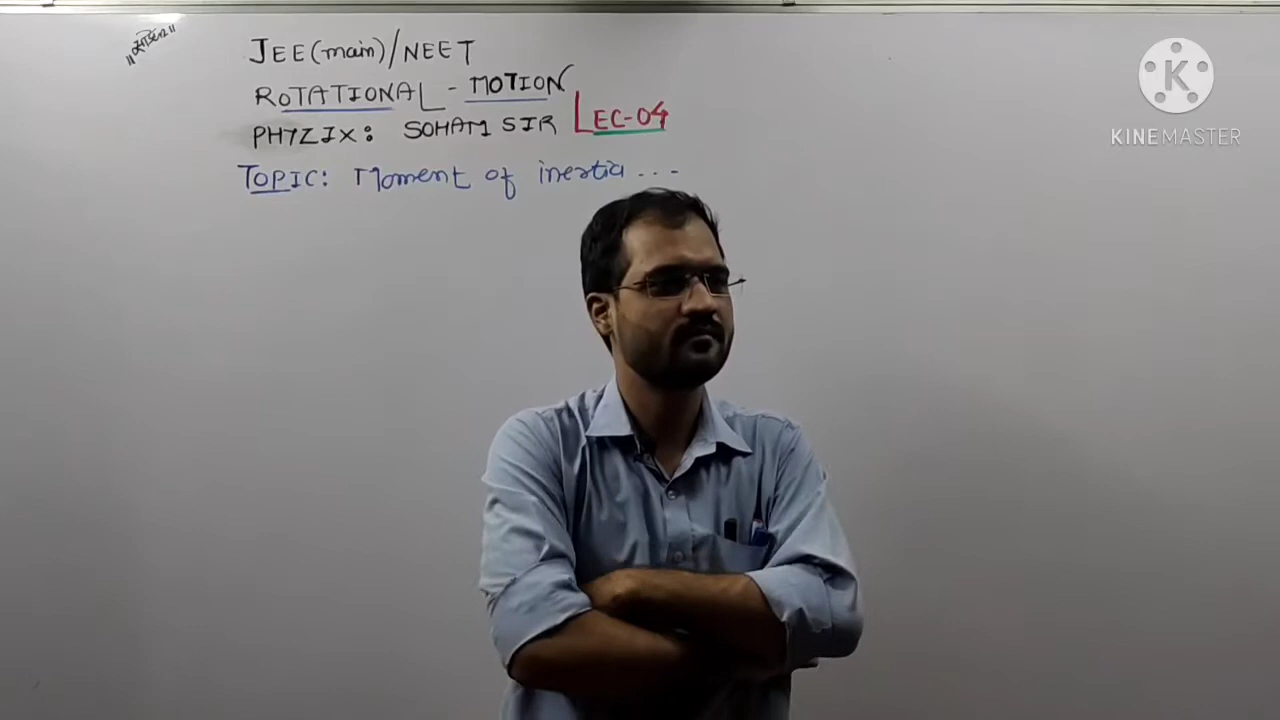 JEE(main)/NEET
ROTATIONAL - MOTION
PHYZIX: SOHAM SIR LEC-04
TOPIC: Moment of inertia ...
KINEMASTER